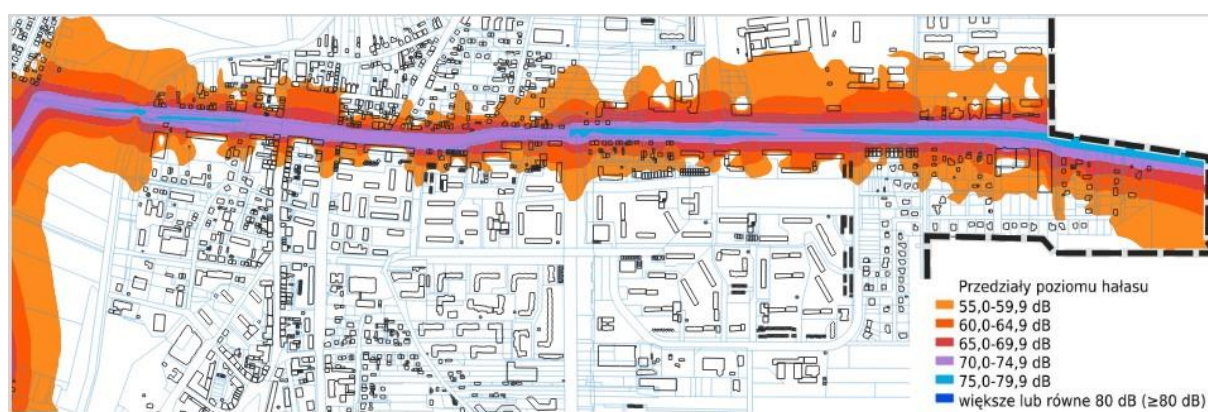 Przedziały poziomu hałasu
55,0-59,9 dB
60,0-64,9 dB
65,0-69,9 dB
70,0-74,9 dB
75,0-79,9 dB
większe lub równe 80 dB (≥80 dB)